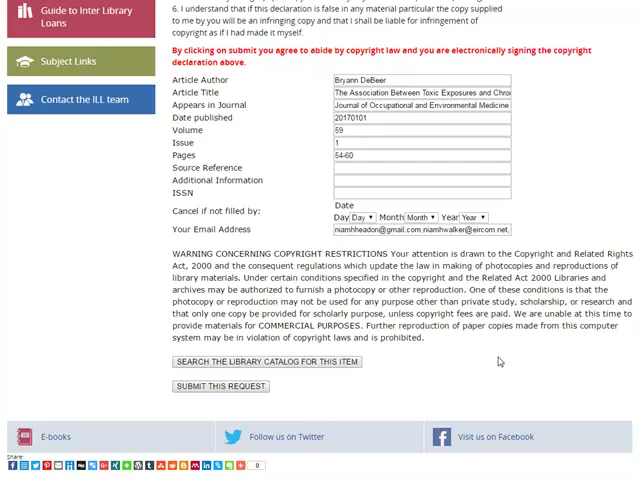 Guide to Inter Library
Loans
Subject Links
Contact the ILL team
6. I understand that if this declaration is false in any material particular the copy supplied
to me by you will be an infringing copy and that I shall be liable for infringement of
copyright as if I had made it myself.
By clicking on submit you agree to abide by copyright law and you are electronically signing the copyright
declaration above.
Article Author Bryann DeBeer
Article Title The Association Between Toxic Exposures and Chro
Appears in Journal Journal of Occupational and Environmental Medicine
Date published 20170101
Volume 59
Issue 1
Pages 54-60
Source Reference
Additional Information
ISSN
Date
Cancel if not filled by: Day Day Month Month Year Year
Your Email Address niamhheadon@gmail.com,niamhwalker@eircom.net,
WARNING CONCERNING COPYRIGHT RESTRICTIONS Your attention is drawn to the Copyright and Related Rights
Act, 2000 and the consequent regulations which update the law in making of photocopies and reproductions of
library materials. Under certain conditions specified in the copyright and the Related Act 2000 Libraries and
archives may be authorized to furnish a photocopy or other reproduction. One of these conditions is that the
photocopy or reproduction may not be used for any purpose other than private study, scholarship, or research and
that only one copy be provided for scholarly purpose, unless copyright fees are paid. We are unable at this time to
provide materials for COMMERCIAL PURPOSES. Further reproduction of paper copies made from this computer
system may be in violation of copyright laws and is prohibited.
SEARCH THE LIBRARY CATALOG FOR THIS ITEM
SUBMIT THIS REQUEST
E-books
Follow us on Twitter
Visit us on Facebook
Share
0